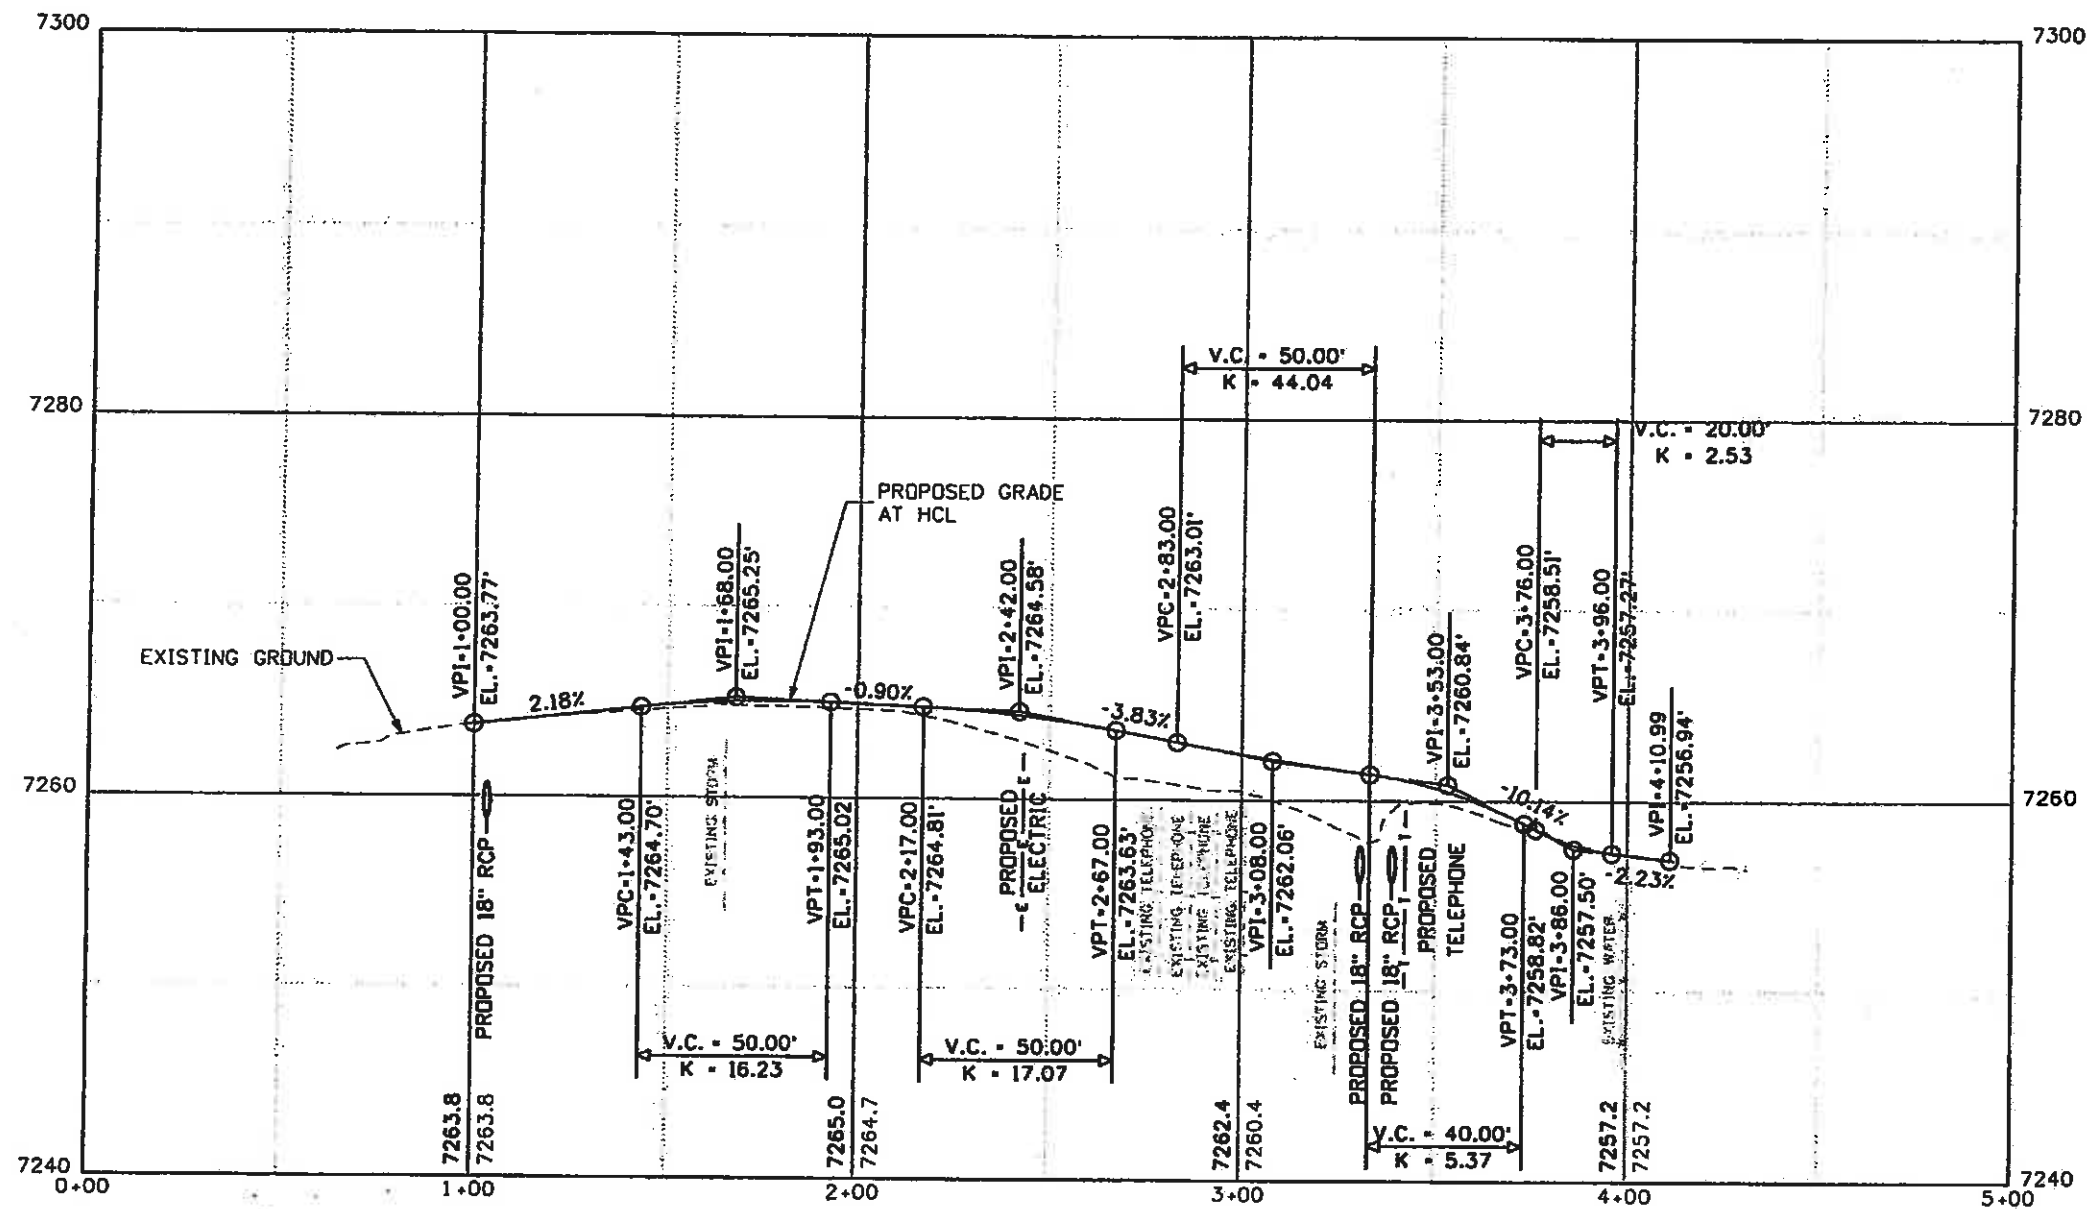 7300
7300
V.C. = 50.00'
K = 44.04
7280
7280
V.C. = 20.00'
K = 2.53
PROPOSED GRADE
AT HCL
EXISTING GROUND
VPI=1+00.00
EL.=7263.77'
2.18%
VPI=1+68.00
EL.=7265.25'
-0.90%
VPI=2+42.00
EL.=7264.58'
-3.83%
VPC=2+83.00
EL.=7263.01'
VPI=3+53.00
EL.=7260.84'
-10.14%
VPC=3+76.00
EL.=7258.51'
VPT=3+96.00
EL.=7257.27'
VPI=4+10.99
EL.=7256.94'
-2.23%
7260
7260
PROPOSED 18" RCP
VPC=1+43.00
EL.=7264.70'
EXISTING STORM
VPT=1+93.00
EL.=7265.02
VPC=2+17.00
EL.=7264.81'
E E
PROPOSED
E E
ELECTRIC
VPT=2+67.00
EL.=7263.63'
EXISTING TELEPHONE
EXISTING TELEPHONE
EXISTING TELEPHONE
EXISTING TELEPHONE
VPI=3+08.00
EL.=7262.06'
EXISTING STORM
PROPOSED 18" RCP
PROPOSED 18" RCP
PROPOSED
TELEPHONE
VPT=3+73.00
EL.=7258.82'
VPI=3+86.00
EL.=7257.50'
EXISTING WATER
V.C. = 50.00'
K = 16.23
V.C. = 50.00'
K = 17.07
V.C. = 40.00'
K = 5.37
7263.8
7263.8
7265.0
7264.7
7262.4
7260.4
7257.2
7257.2
7240
7240
0+00
1+00
2+00
3+00
4+00
5+00